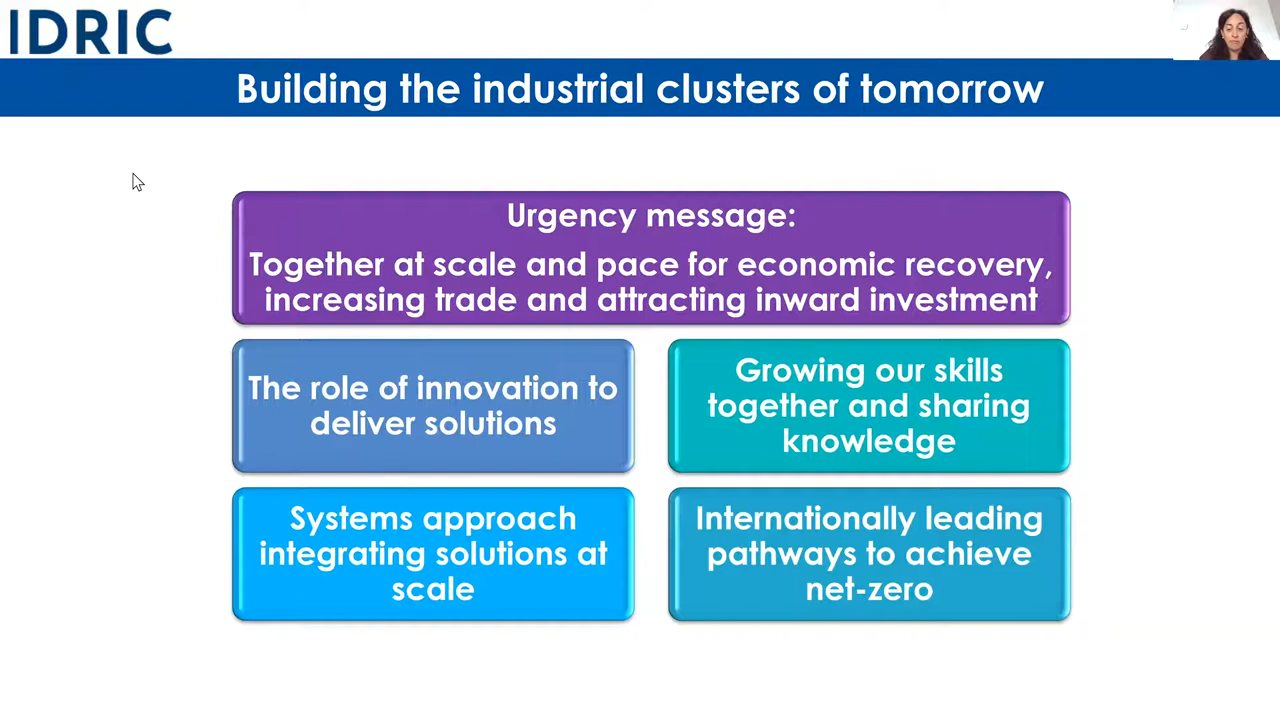 IDRIC
Building the industrial clusters of tomorrow
Urgency message:
Together at scale and pace for economic recovery,
increasing trade and attracting inward investment
The role of innovation to
deliver solutions
Growing our skills
together and sharing
knowledge
Systems approach
integrating solutions at
scale
Internationally leading
pathways to achieve
net-zero